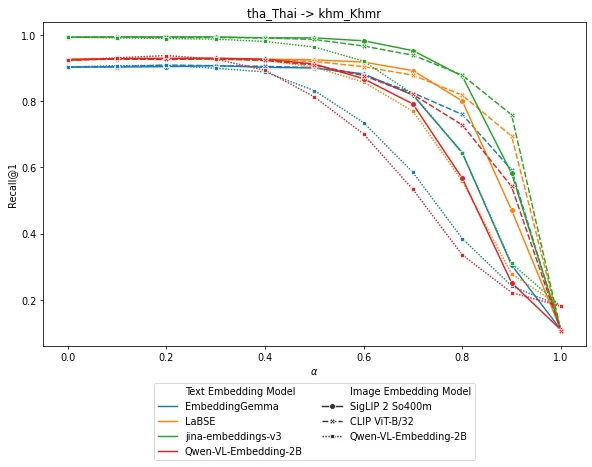 tha_Thai -> khm_Khmr
Recall@1
1.0
0.8
0.6
0.4
0.2
0.0 0.2 0.4 0.6 0.8 1.0
α
Text Embedding Model Image Embedding Model
EmbeddingGemma SigLIP 2 So400m
LaBSE CLIP ViT-B/32
jina-embeddings-v3 Qwen-VL-Embedding-2B
Qwen-VL-Embedding-2B